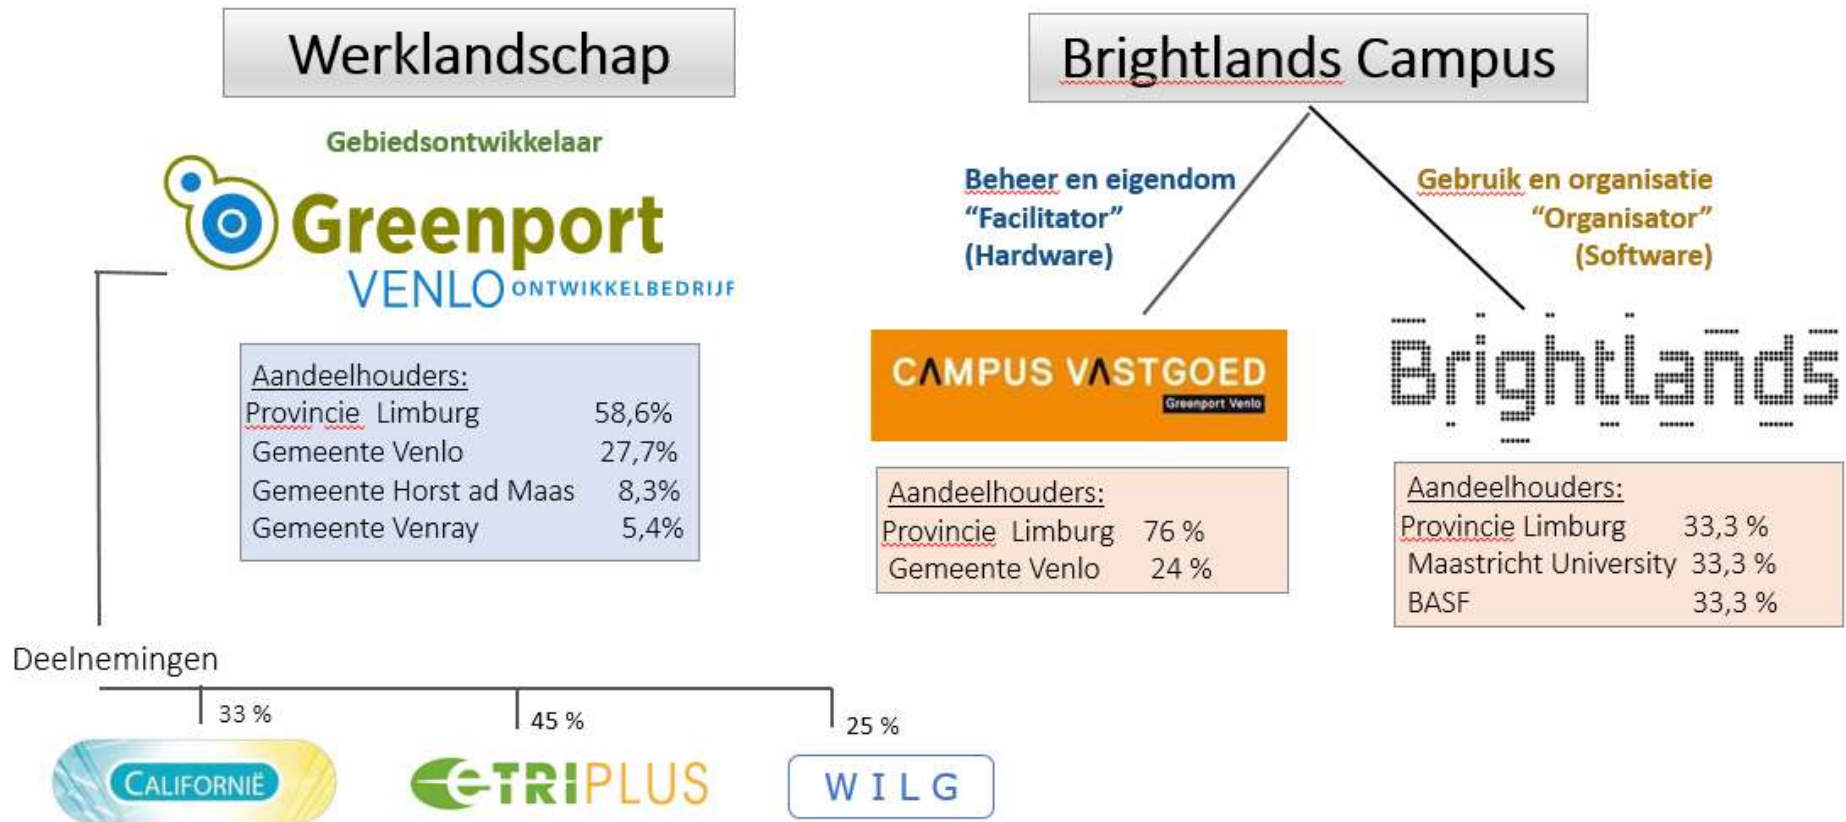 Werklandschap
Gebiedsontwikkelaar
Greenport
VENLO ONTWIKKELBEDRIJF
Aandeelhouders:
Provincie Limburg 58,6%
Gemeente Venlo 27,7%
Gemeente Horst ad Maas 8,3%
Gemeente Venray 5,4%
Deelnemingen
33 %
45 %
25 %
CALIFORNIË
eTRIPLUS
WILG
Brightlands Campus
Beheer en eigendom
“Facilitator”
(Hardware)
Gebruik en organisatie
“Organisator”
(Software)
CAMPUS VASTGOED
Greenport Venlo
Aandeelhouders:
Provincie Limburg 76 %
Gemeente Venlo 24 %
Brightlands
Aandeelhouders:
Provincie Limburg 33,3 %
Maastricht University 33,3 %
BASF 33,3 %